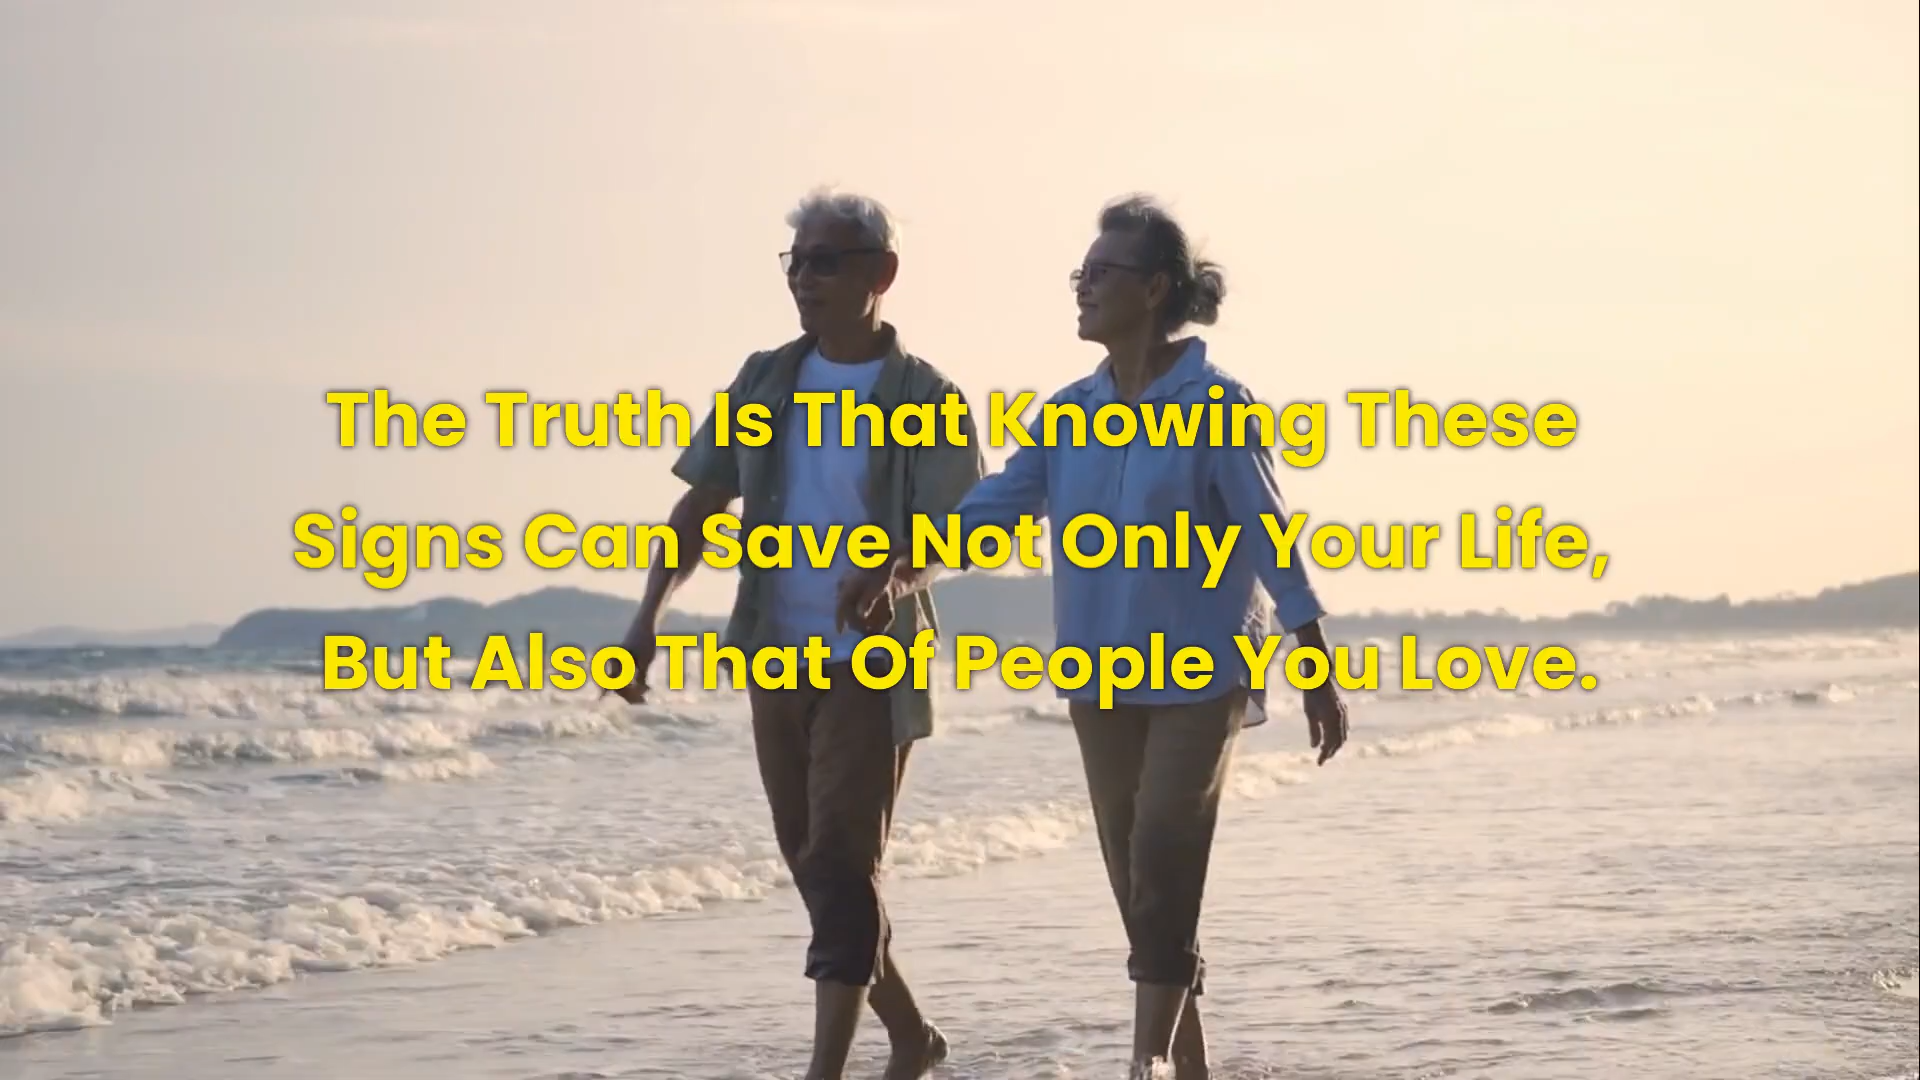 The Truth Is That Knowing These
Signs Can Save Not Only Your Life,
But Also That Of People You Love.